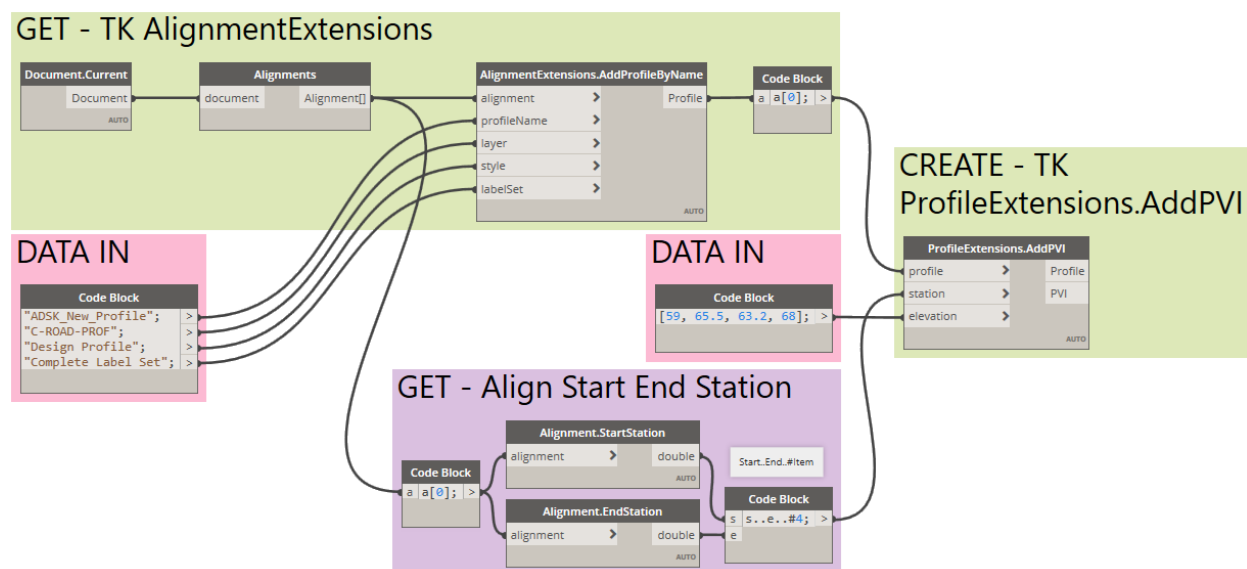 GET - TK AlignmentExtensions
Document.Current
Document
AUTO
Alignments
document Alignment[]
AUTO
AlignmentExtensions.AddProfileByName
alignment > Profile
profileName >
layer >
style >
labelSet >
AUTO
Code Block
a a[0]; >
DATA IN
Code Block
"ADSK_New_Profile"; >
"C-ROAD-PROF"; >
"Design Profile"; >
"Complete Label Set"; >
DATA IN
Code Block
[59, 65.5, 63.2, 68]; >
CREATE - TK
ProfileExtensions.AddPVI
ProfileExtensions.AddPVI
profile > Profile
station > PVI
elevation >
AUTO
GET - Align Start End Station
Code Block
a a[0]; >
Alignment.StartStation
alignment > double
AUTO
Alignment.EndStation
alignment > double
AUTO
Start..End..#Item
Code Block
s s..e..#4; >
e